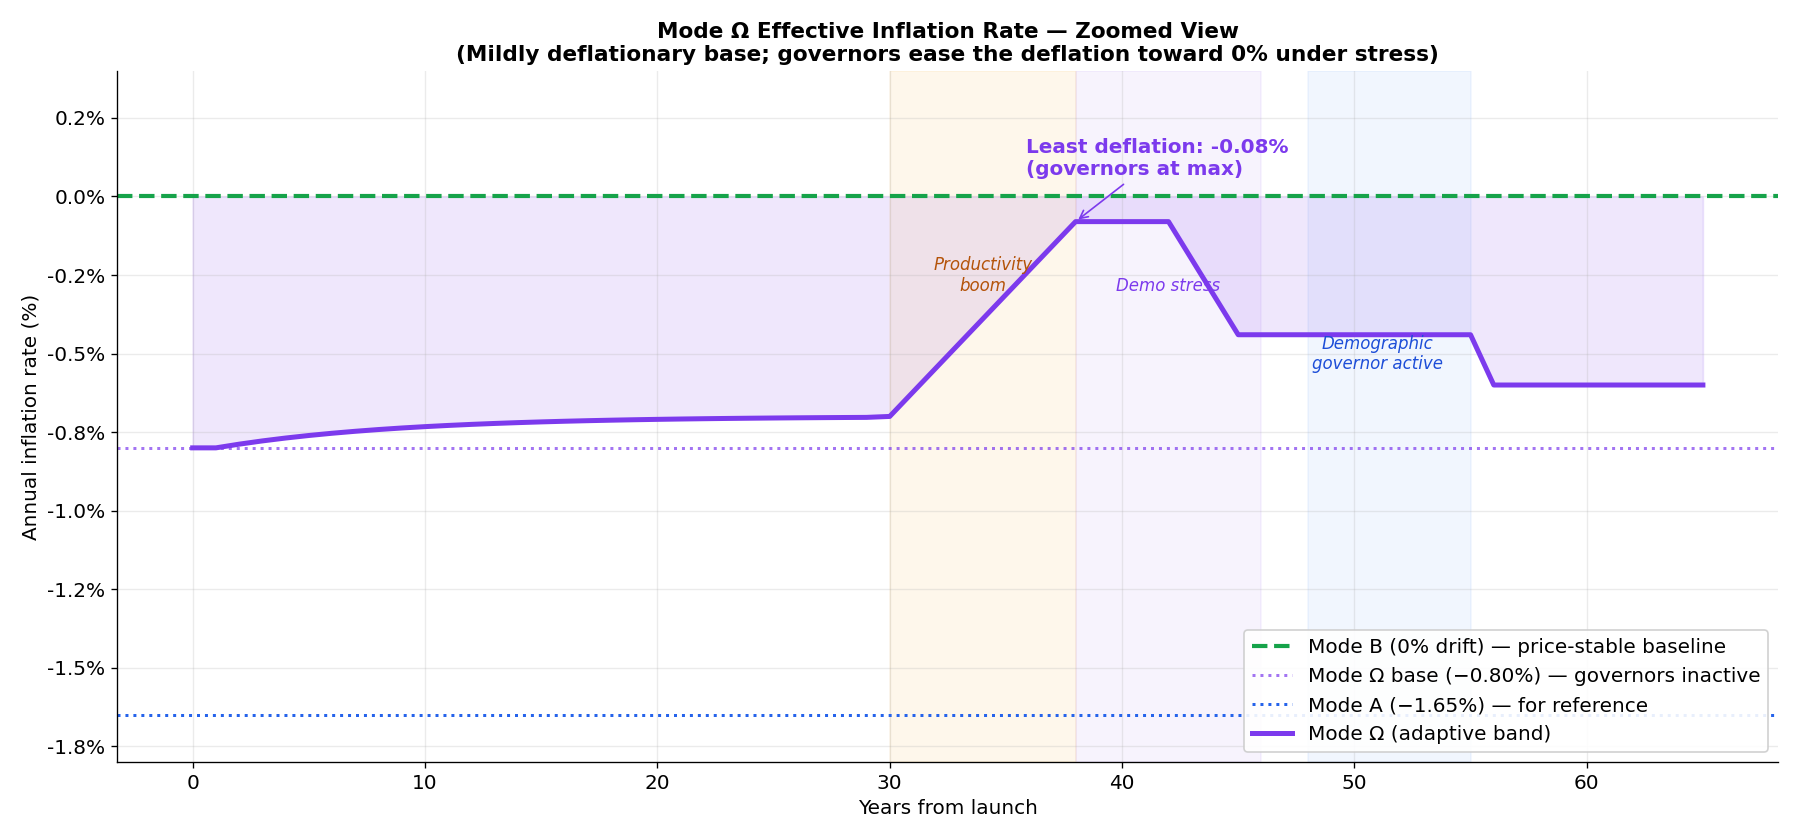 Mode Ω Effective Inflation Rate — Zoomed View
(Mildly deflationary base; governors ease the deflation toward 0% under stress)
Annual inflation rate (%)
0.2%
0.0%
-0.2%
-0.5%
-0.8%
-1.0%
-1.2%
-1.5%
-1.8%
Least deflation: -0.08%
(governors at max)
Productivity
boom
Demo stress
Demographic
governor active
Mode B (0% drift) — price-stable baseline
Mode Ω base (−0.80%) — governors inactive
Mode A (−1.65%) — for reference
Mode Ω (adaptive band)
0 10 20 30 40 50 60
Years from launch